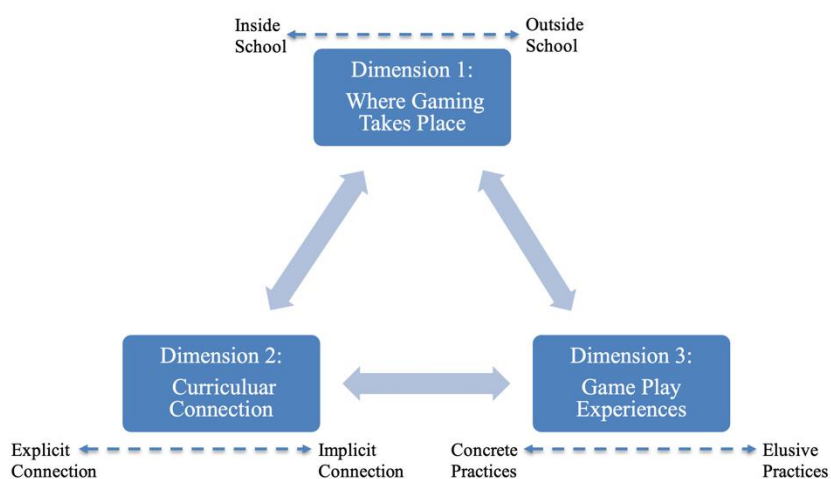 Inside
School
Outside
School
Dimension 1:
Where Gaming
Takes Place
Dimension 2:
Curriculuar
Connection
Dimension 3:
Game Play
Experiences
Explicit
Connection
Implicit
Connection
Concrete
Practices
Elusive
Practices